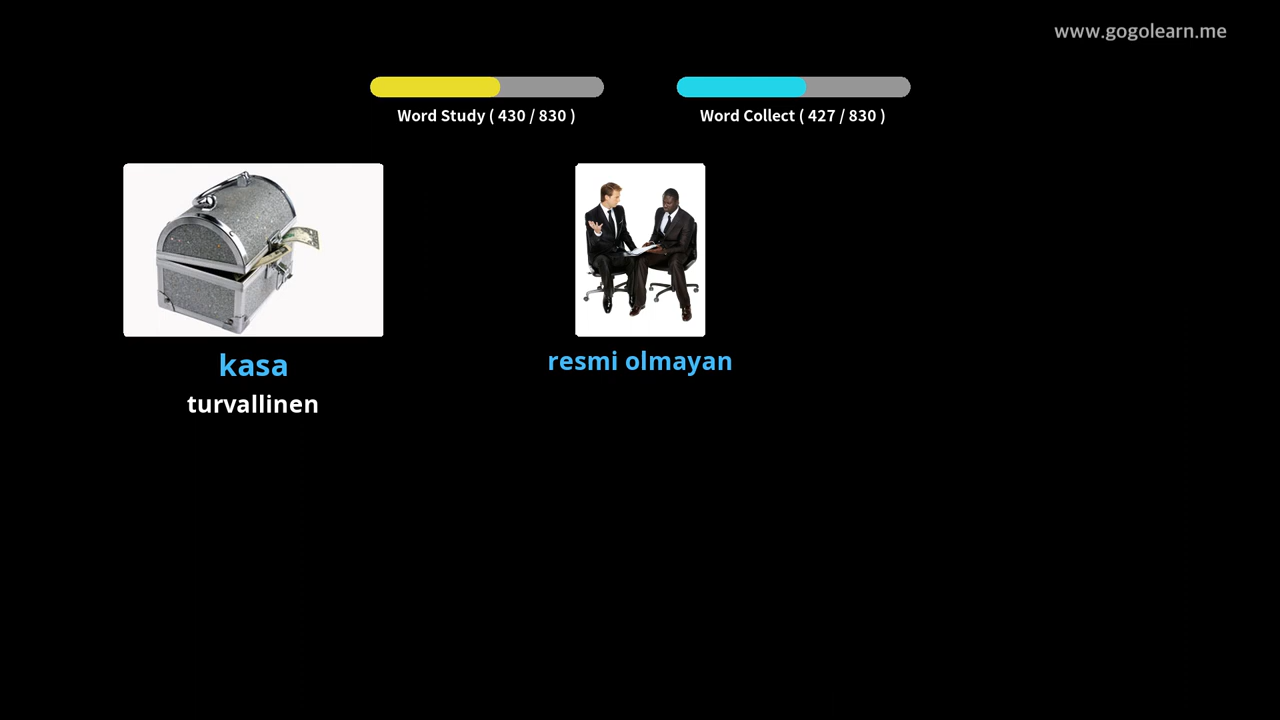 www.gogolearn.me
Word Study ( 430 / 830 )
Word Collect ( 427 / 830 )
kasa
turvallinen
resmi olmayan